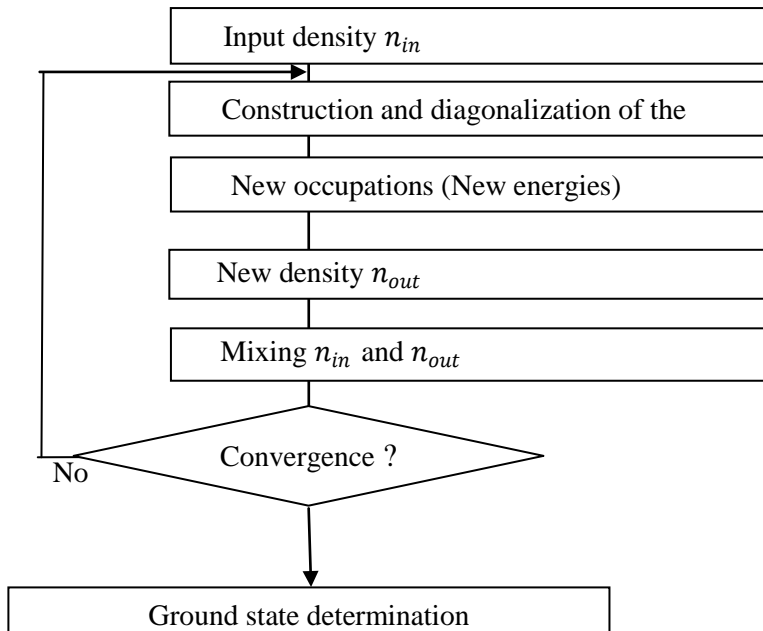 Input density n_in
Construction and diagonalization of the
New occupations (New energies)
New density n_out
Mixing n_in and n_out
Convergence ?
No
Ground state determination